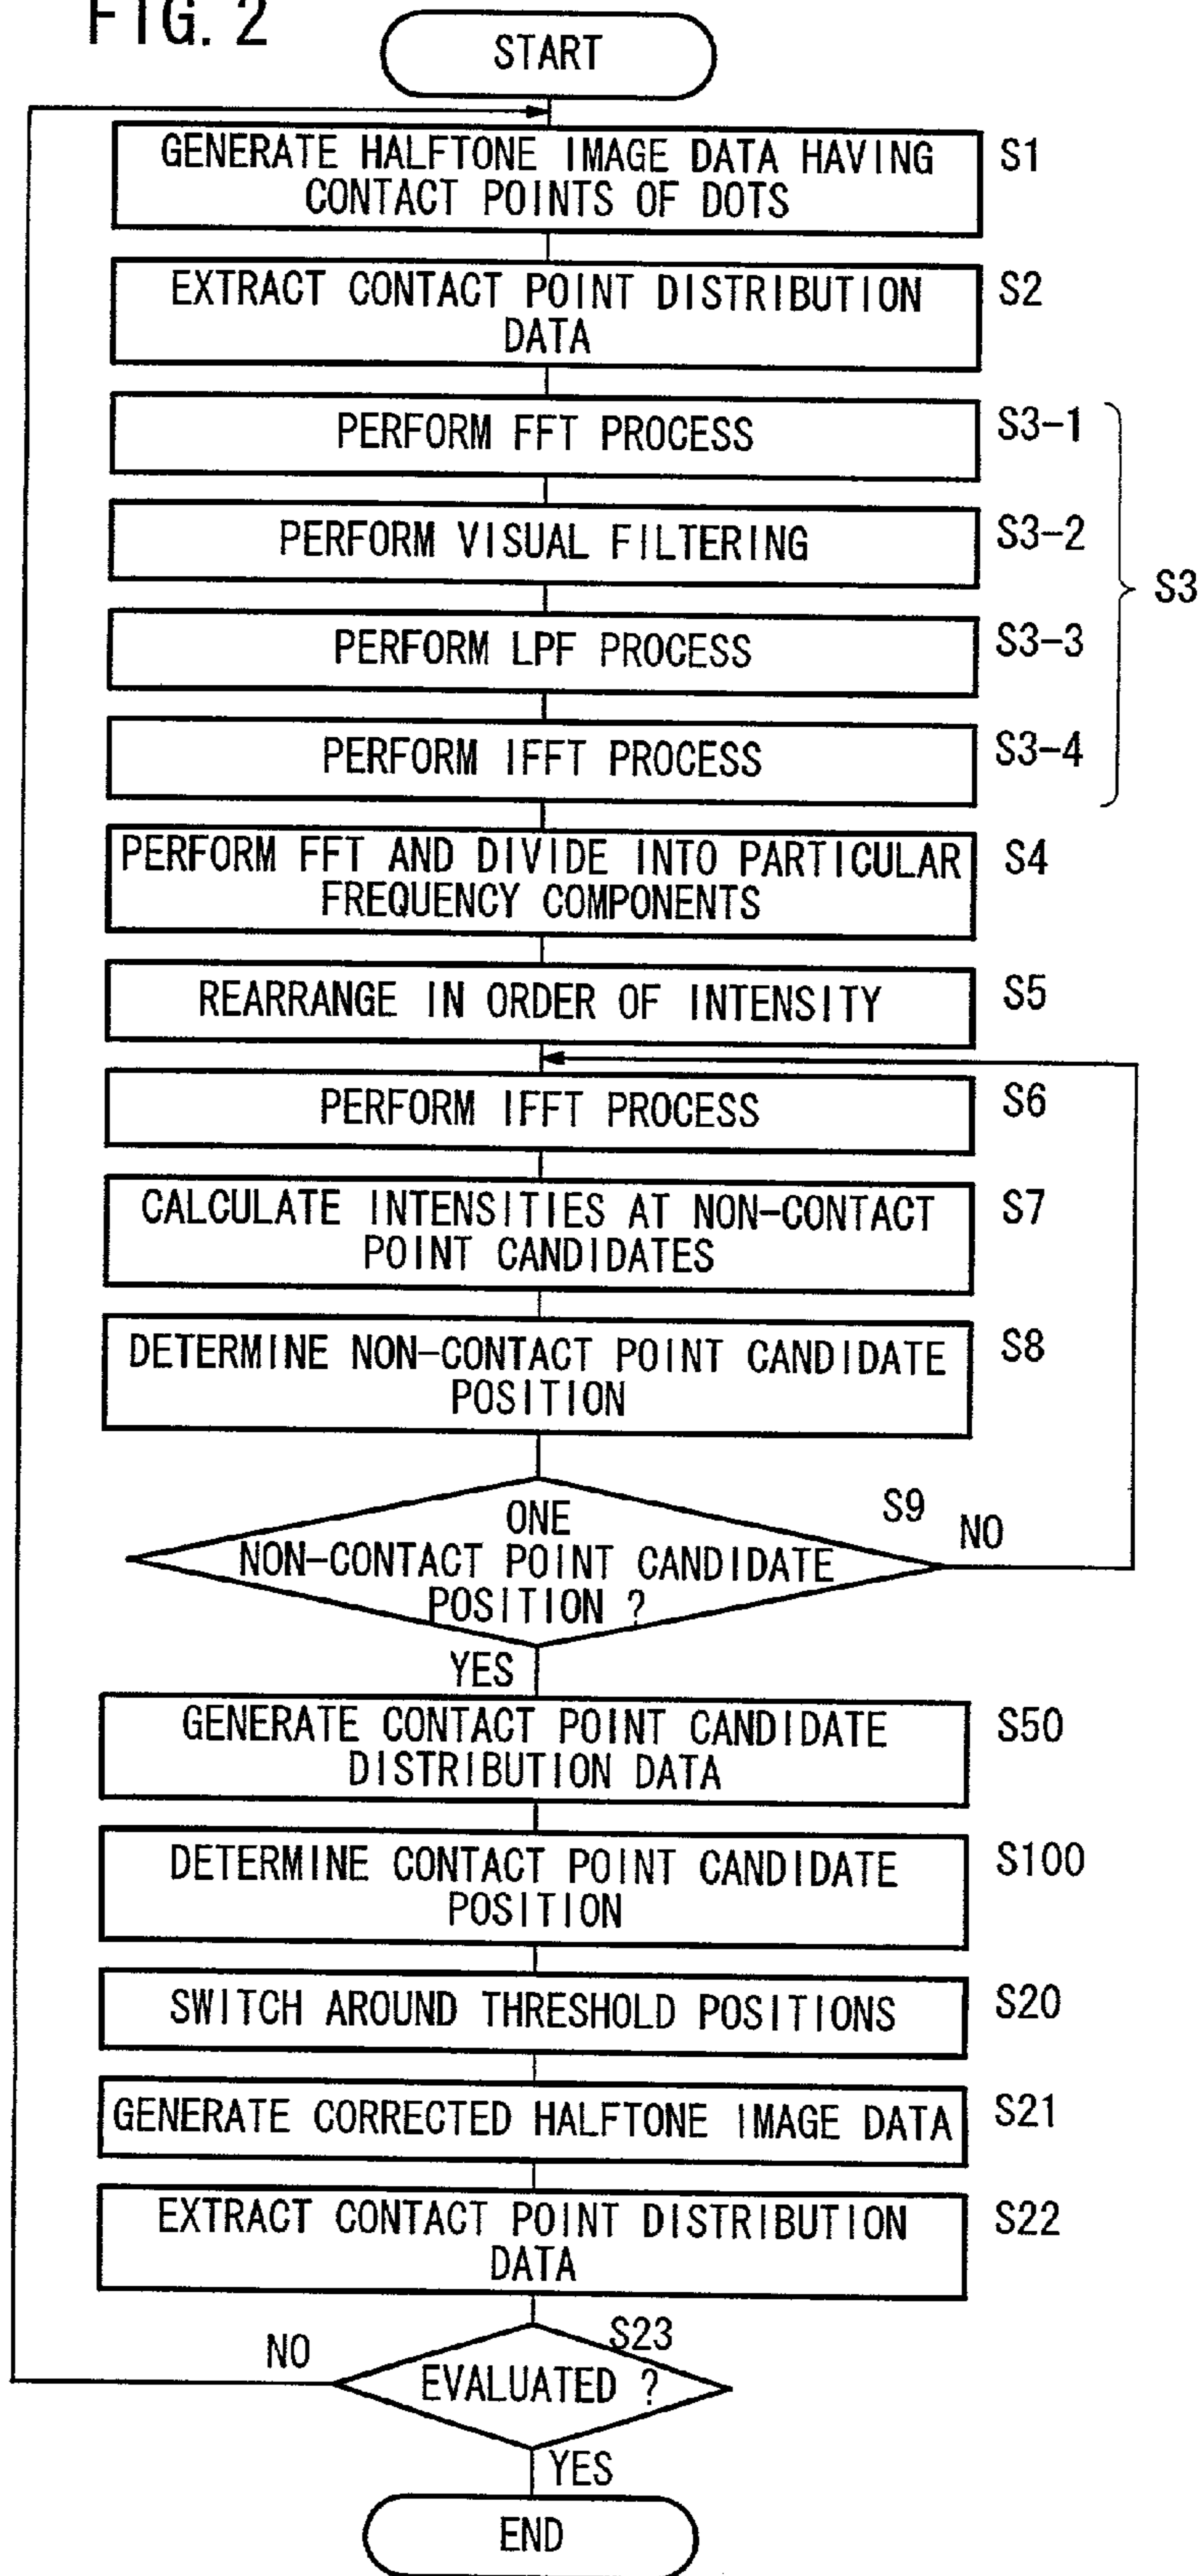 FIG. 2
START
GENERATE HALFTONE IMAGE DATA HAVING
CONTACT POINTS OF DOTS
S1
EXTRACT CONTACT POINT DISTRIBUTION
DATA
S2
PERFORM FFT PROCESS
S3-1
PERFORM VISUAL FILTERING
S3-2
S3
PERFORM LPF PROCESS
S3-3
PERFORM IFFT PROCESS
S3-4
PERFORM FFT AND DIVIDE INTO PARTICULAR
FREQUENCY COMPONENTS
S4
REARRANGE IN ORDER OF INTENSITY
S5
PERFORM IFFT PROCESS
S6
CALCULATE INTENSITIES AT NON-CONTACT
POINT CANDIDATES
S7
DETERMINE NON-CONTACT POINT CANDIDATE
POSITION
S8
ONE
NON-CONTACT POINT CANDIDATE
POSITION ?
S9
NO
YES
GENERATE CONTACT POINT CANDIDATE
DISTRIBUTION DATA
S50
DETERMINE CONTACT POINT CANDIDATE
POSITION
S100
SWITCH AROUND THRESHOLD POSITIONS
S20
GENERATE CORRECTED HALFTONE IMAGE DATA
S21
EXTRACT CONTACT POINT DISTRIBUTION
DATA
S22
S23
NO
EVALUATED ?
YES
END